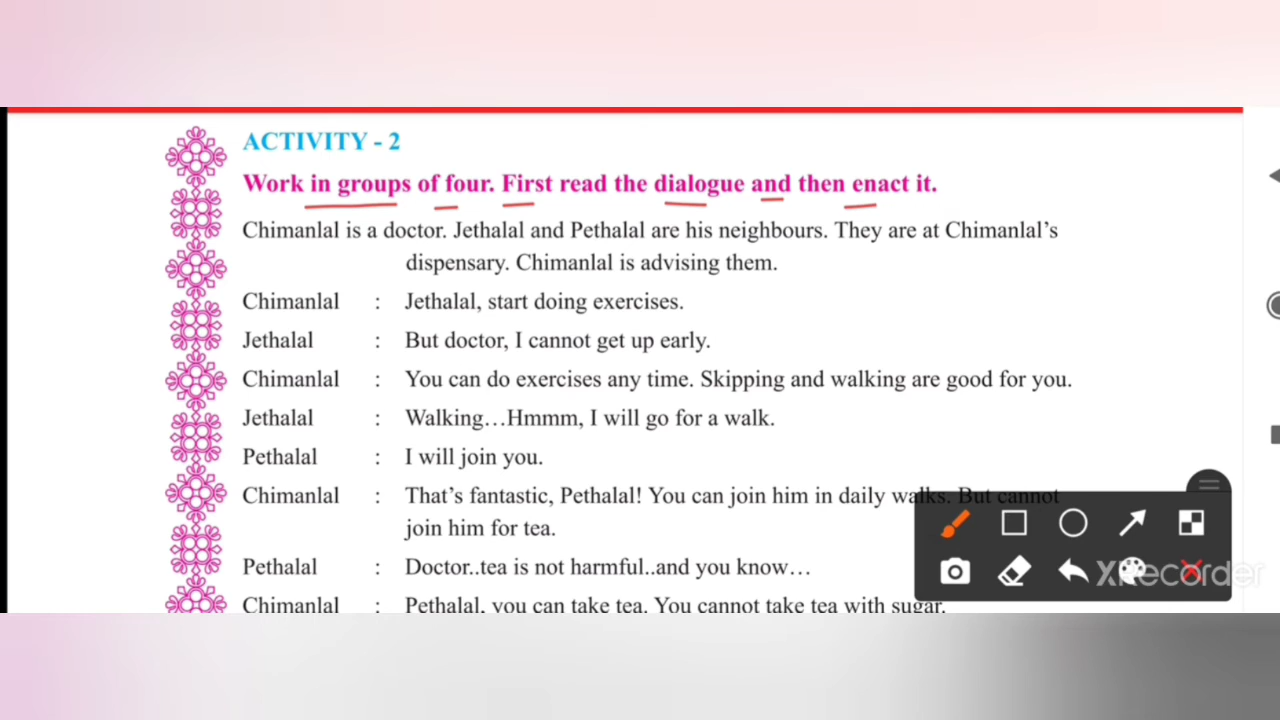 ACTIVITY - 2
Work in groups of four. First read the dialogue and then enact it.
Chimanlal is a doctor. Jethalal and Pethalal are his neighbours. They are at Chimanlal's
dispensary. Chimanlal is advising them.
Chimanlal : Jethalal, start doing exercises.
Jethalal : But doctor, I cannot get up early.
Chimanlal : You can do exercises any time. Skipping and walking are good for you.
Jethalal : Walking…Hmmm, I will go for a walk.
Pethalal : I will join you.
Chimanlal : That's fantastic, Pethalal! You can join him in daily walks. But cannot
join him for tea.
Pethalal : Doctor..tea is not harmful..and you know…
Chimanlal : Pethalal, you can take tea. You cannot take tea with sugar.
XRecorder